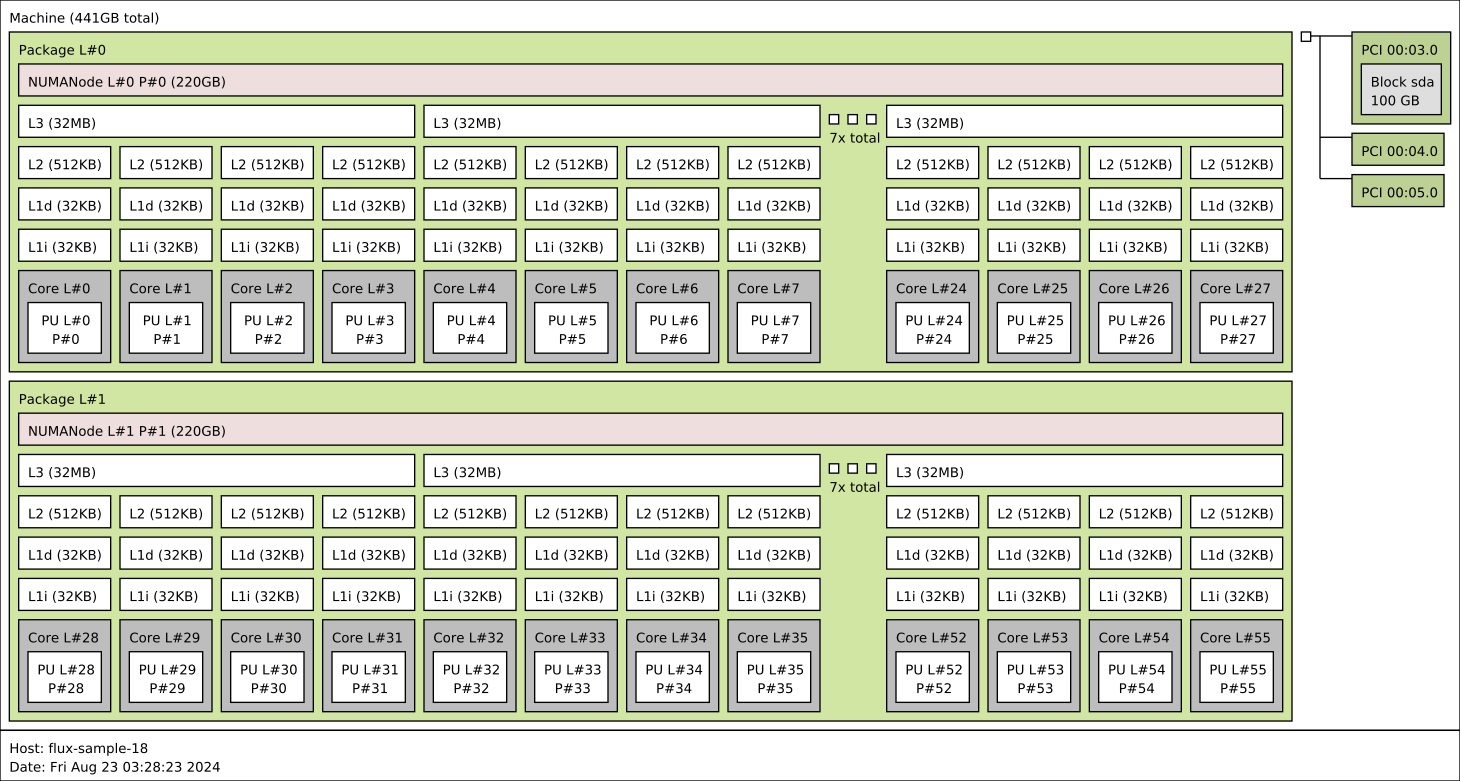 Machine (441GB total)
Package L#0
NUMANode L#0 P#0 (220GB)
L3 (32MB) L3 (32MB) 7x total L3 (32MB)
L2 (512KB) L2 (512KB) L2 (512KB) L2 (512KB) L2 (512KB) L2 (512KB) L2 (512KB) L2 (512KB) L2 (512KB) L2 (512KB) L2 (512KB) L2 (512KB)
L1d (32KB) L1d (32KB) L1d (32KB) L1d (32KB) L1d (32KB) L1d (32KB) L1d (32KB) L1d (32KB) L1d (32KB) L1d (32KB) L1d (32KB) L1d (32KB)
L1i (32KB) L1i (32KB) L1i (32KB) L1i (32KB) L1i (32KB) L1i (32KB) L1i (32KB) L1i (32KB) L1i (32KB) L1i (32KB) L1i (32KB) L1i (32KB)
Core L#0 Core L#1 Core L#2 Core L#3 Core L#4 Core L#5 Core L#6 Core L#7 Core L#24 Core L#25 Core L#26 Core L#27
PU L#0 PU L#1 PU L#2 PU L#3 PU L#4 PU L#5 PU L#6 PU L#7 PU L#24 PU L#25 PU L#26 PU L#27
P#0 P#1 P#2 P#3 P#4 P#5 P#6 P#7 P#24 P#25 P#26 P#27
Package L#1
NUMANode L#1 P#1 (220GB)
L3 (32MB) L3 (32MB) 7x total L3 (32MB)
L2 (512KB) L2 (512KB) L2 (512KB) L2 (512KB) L2 (512KB) L2 (512KB) L2 (512KB) L2 (512KB) L2 (512KB) L2 (512KB) L2 (512KB) L2 (512KB)
L1d (32KB) L1d (32KB) L1d (32KB) L1d (32KB) L1d (32KB) L1d (32KB) L1d (32KB) L1d (32KB) L1d (32KB) L1d (32KB) L1d (32KB) L1d (32KB)
L1i (32KB) L1i (32KB) L1i (32KB) L1i (32KB) L1i (32KB) L1i (32KB) L1i (32KB) L1i (32KB) L1i (32KB) L1i (32KB) L1i (32KB) L1i (32KB)
Core L#28 Core L#29 Core L#30 Core L#31 Core L#32 Core L#33 Core L#34 Core L#35 Core L#52 Core L#53 Core L#54 Core L#55
PU L#28 PU L#29 PU L#30 PU L#31 PU L#32 PU L#33 PU L#34 PU L#35 PU L#52 PU L#53 PU L#54 PU L#55
P#28 P#29 P#30 P#31 P#32 P#33 P#34 P#35 P#52 P#53 P#54 P#55
PCI 00:03.0
Block sda
100 GB
PCI 00:04.0
PCI 00:05.0
Host: flux-sample-18
Date: Fri Aug 23 03:28:23 2024